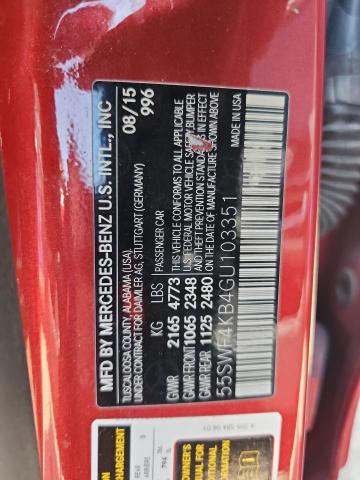 MFD BY MERCEDES-BENZ U.S.-INTL., INC
TUSCALOOSA COUNTY, ALABAMA (USA).
UNDER CONTRACT FOR DAIMLER AG, STUTTGART (GERMANY)
08/15
996
KG LBS PASSENGER CAR
GVWR 2165 4773
GAWR FRONT 1065 2348
GAWR REAR 1125 2480
THIS VEHICLE CONFORMS TO ALL APPLICABLE
U.S. FEDERAL MOTOR VEHICLE SAFETY, BUMPER
AND THEFT PREVENTION STANDARDS IN EFFECT
ON THE DATE OF MANUFACTURE SHOWN ABOVE
55SWF4KB4GU103351
MADE IN USA
REAR
794